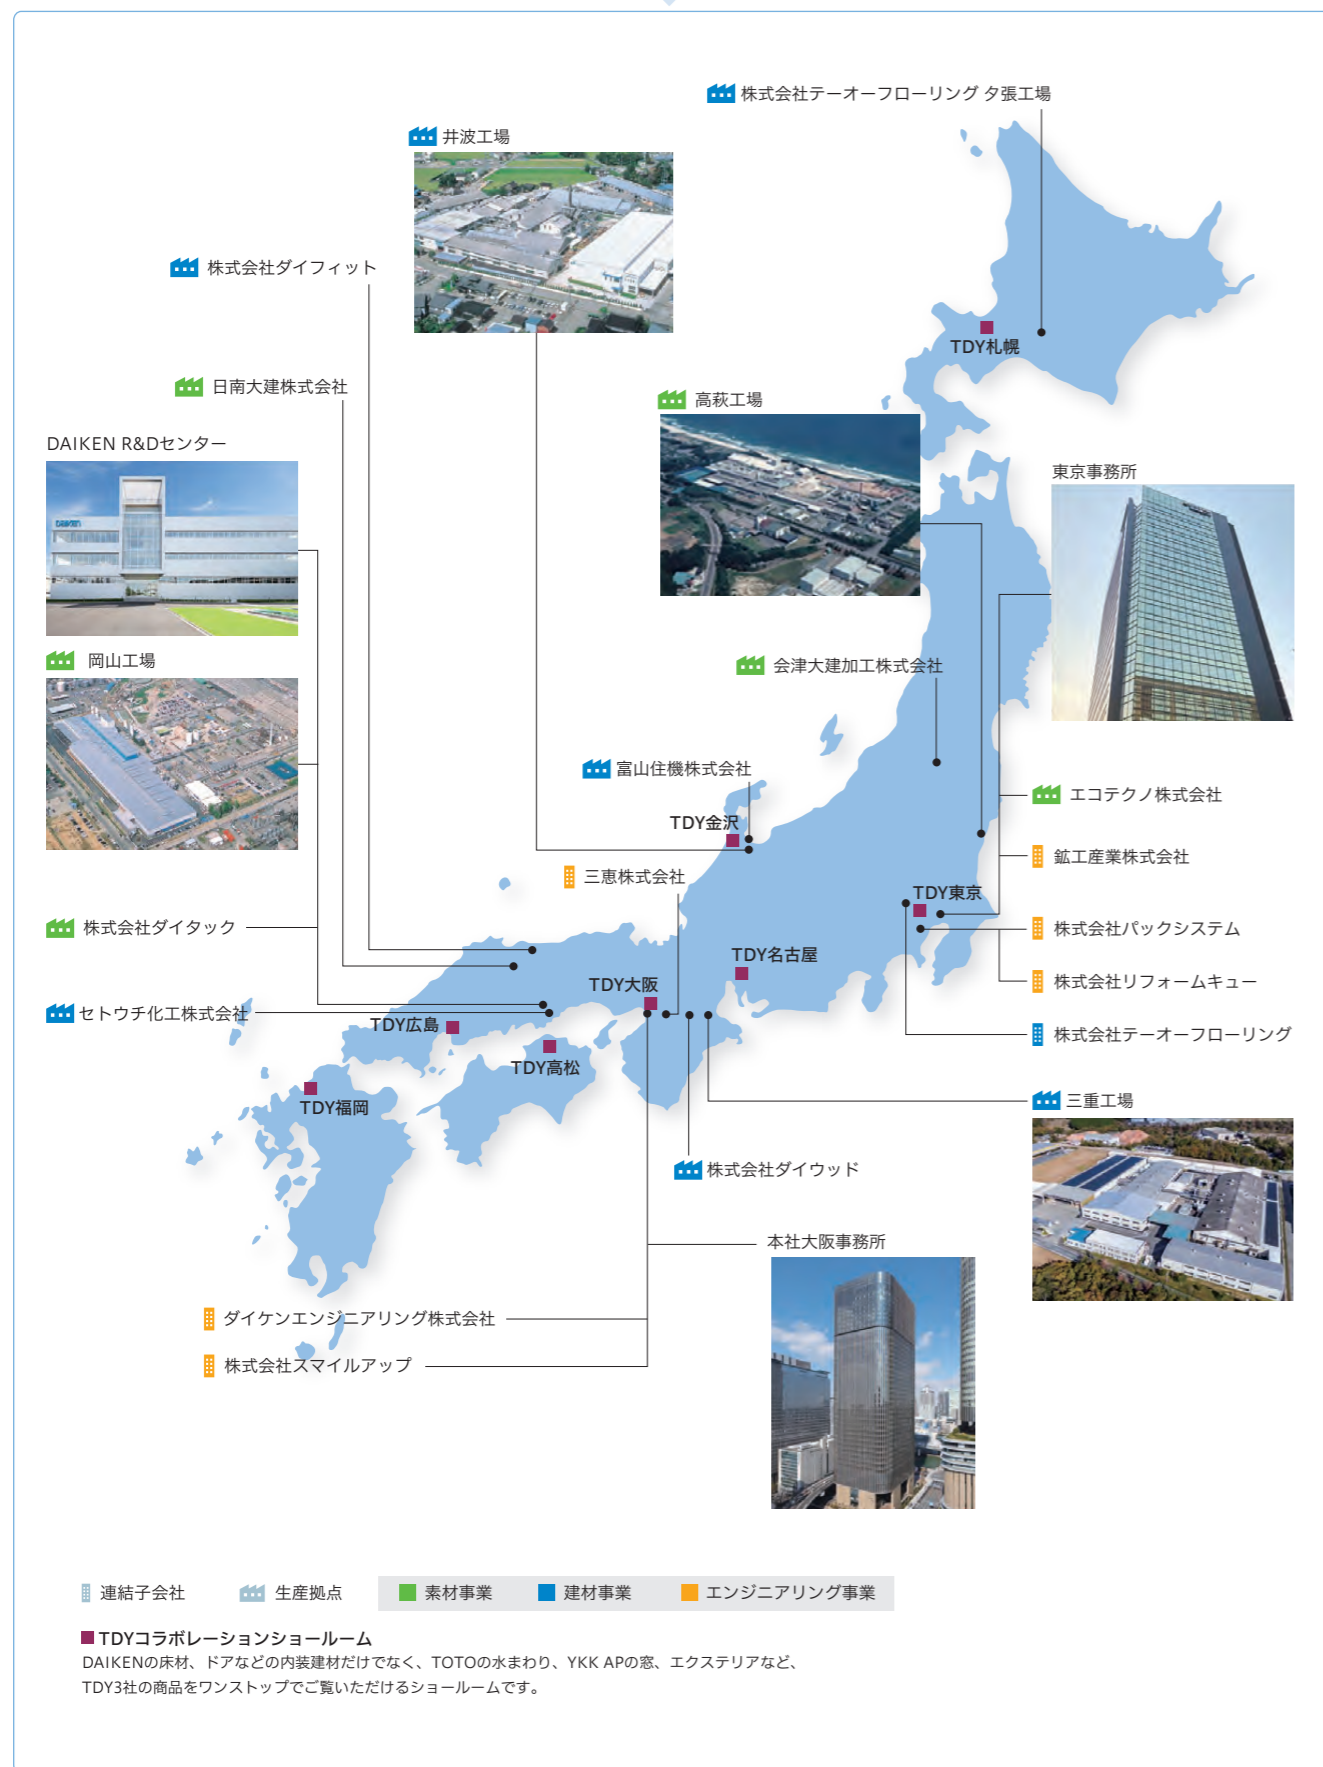 株式会社テーオーフローリング 夕張工場
井波工場
株式会社ダイフィット
TDY札幌
日南大建株式会社
高萩工場
DAIKEN R&Dセンター
DAIKEN
東京事務所
岡山工場
会津大建加工株式会社
富山住機株式会社
エコテクノ株式会社
TDY金沢
鉱工産業株式会社
三恵株式会社
TDY東京
株式会社ダイタック
株式会社パックシステム
TDY名古屋
株式会社リフォームキュー
TDY大阪
セトウチ化工株式会社
TDY広島
株式会社テーオーフローリング
TDY高松
TDY福岡
三重工場
株式会社ダイウッド
本社大阪事務所
ダイケンエンジニアリング株式会社
株式会社スマイルアップ
連結子会社
生産拠点
素材事業
建材事業
エンジニアリング事業
TDYコラボレーションショールーム
DAIKENの床材、ドアなどの内装建材だけでなく、TOTOの水まわり、YKK APの窓、エクステリアなど、
TDY3社の商品をワンストップでご覧いただけるショールームです。